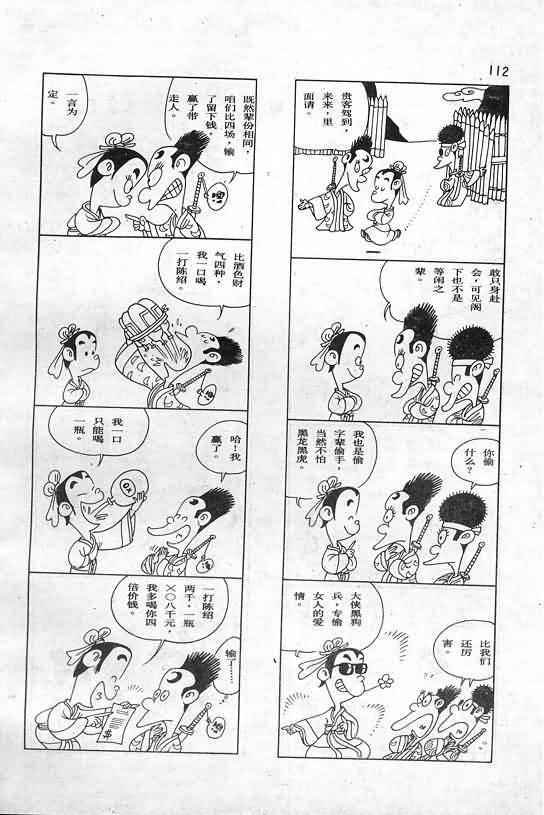 112
贵客驾到，
来来，里
面请。
敢只身赴
会，可见阁
下也不是
等闲之
辈。
你偷
什么？
我也是偷
字辈偷手，
当然不怕
黑龙黑虎。
大侠黑狗
兵，专偷
女人的爱
情。
比我们
还厉
害。
既然辈份相同，
咱们比四场，输
了留下钱，
赢了带
走人。
一言为
定。
比酒色财
气四种，
我一口喝
一打陈绍。
哈！我
赢了。
我一口
只能喝
一瓶。
XO
一打陈绍
两千，一瓶
XO八千元，
我多喝你四
倍价钱。
输了……
$